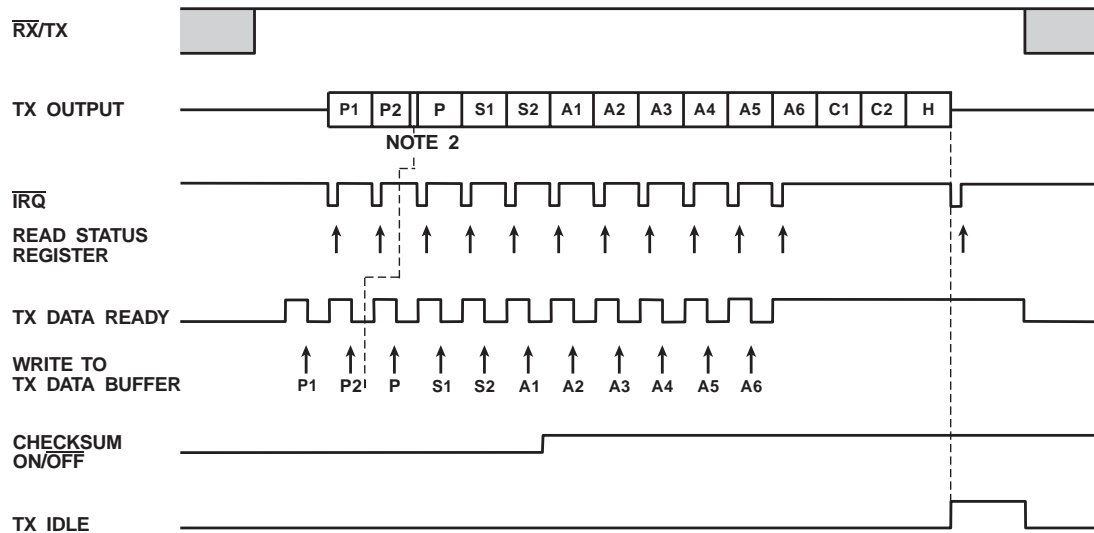 RX/TX
TX OUTPUT P1 P2 P S1 S2 A1 A2 A3 A4 A5 A6 C1 C2 H
NOTE 2
IRQ
READ STATUS
REGISTER
TX DATA READY
WRITE TO
TX DATA BUFFER P1 P2 P S1 S2 A1 A2 A3 A4 A5 A6
CHECKSUM
ON/OFF
TX IDLE